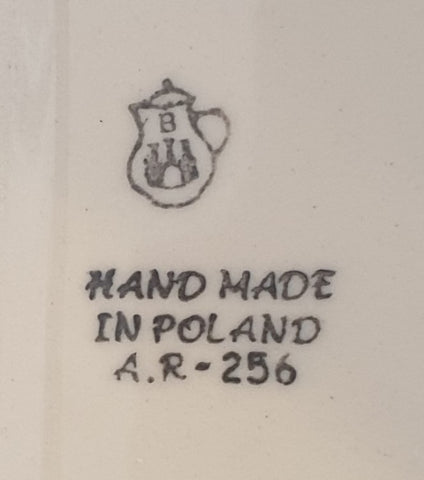 B
HAND MADE
IN POLAND
A.R-256